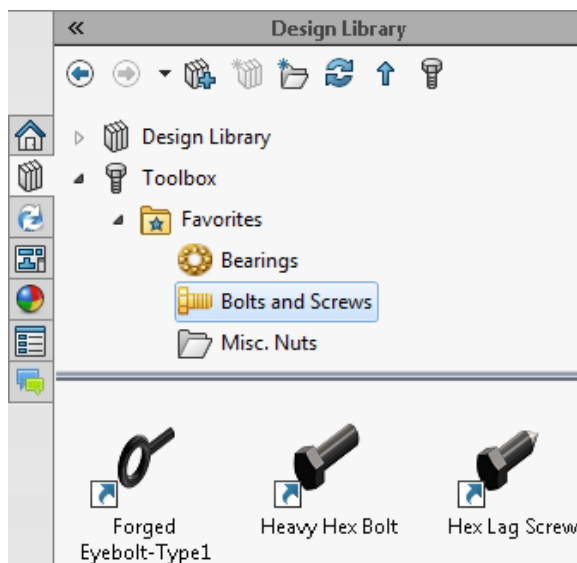 Design Library
Design Library
Toolbox
Favorites
Bearings
Bolts and Screws
Misc. Nuts
Forged
Eyebolt-Type1
Heavy Hex Bolt
Hex Lag Screw